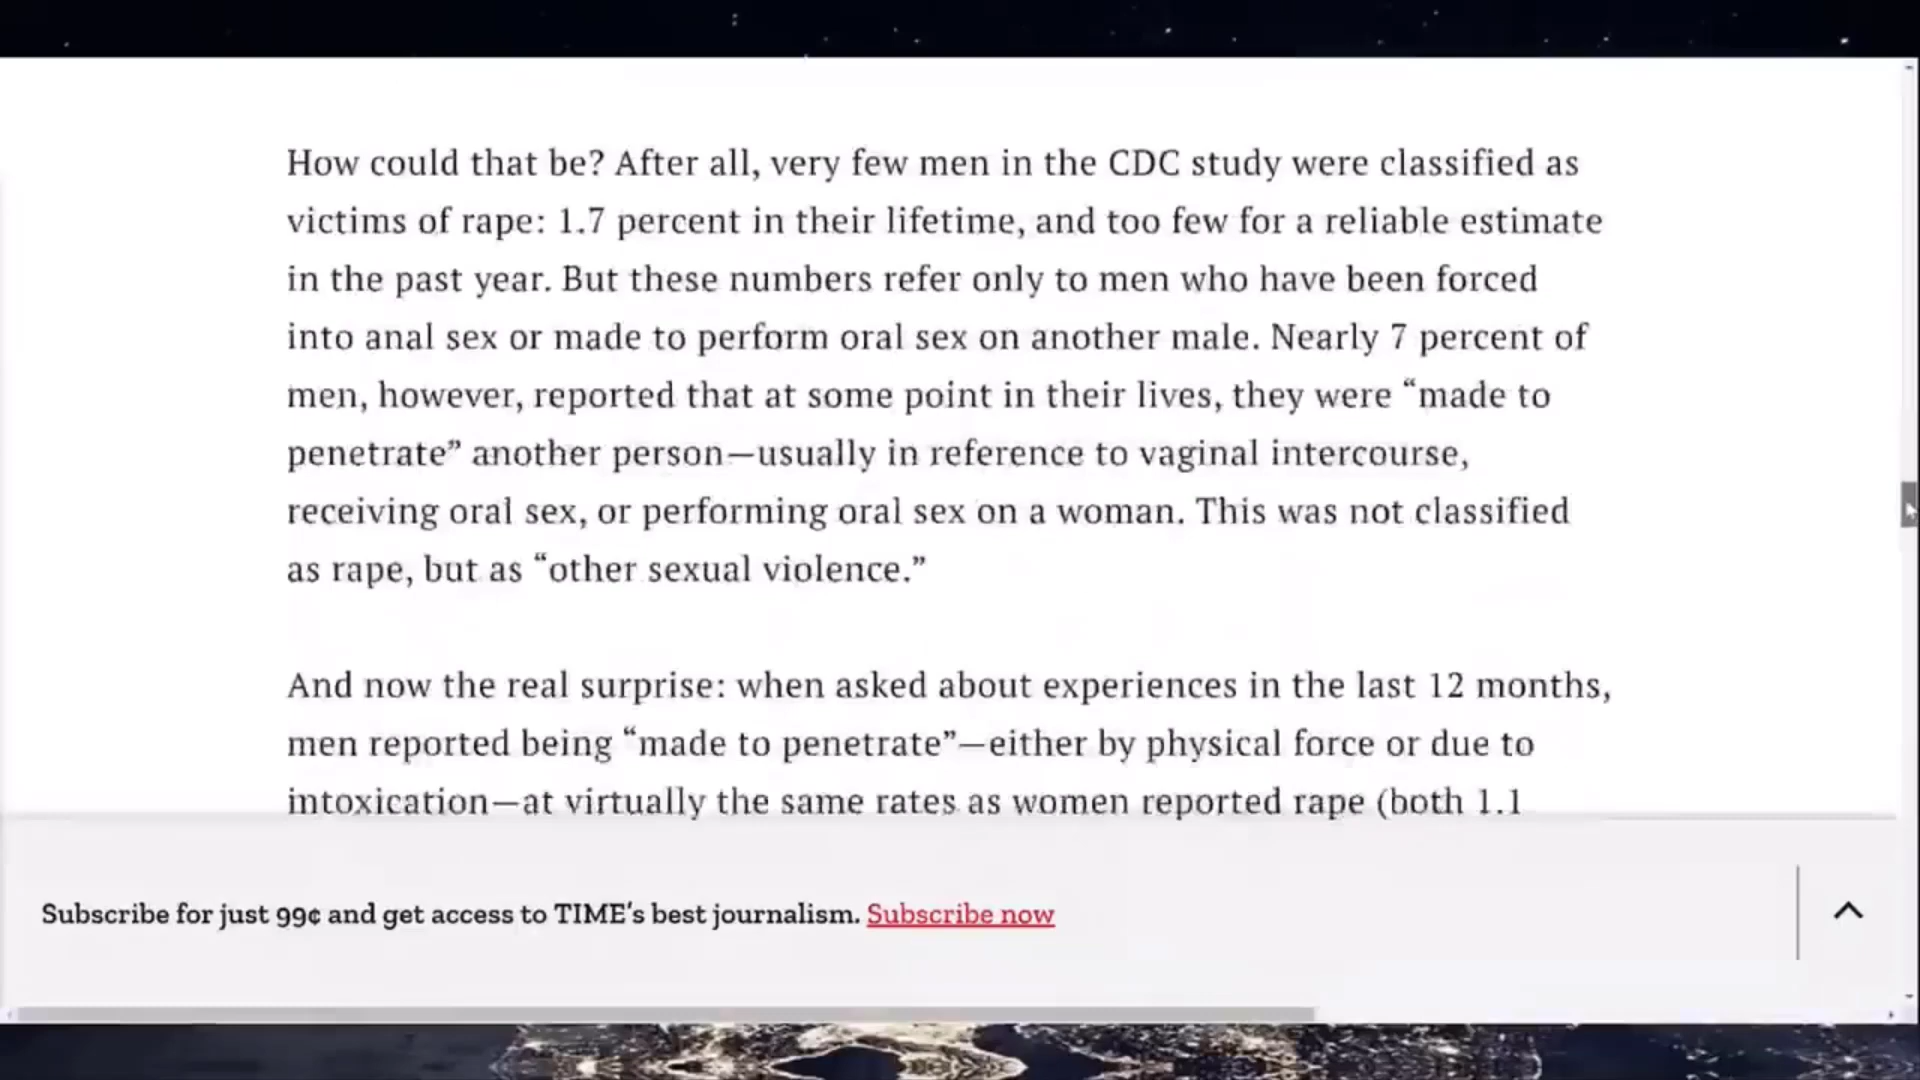 How could that be? After all, very few men in the CDC study were classified as
victims of rape: 1.7 percent in their lifetime, and too few for a reliable estimate
in the past year. But these numbers refer only to men who have been forced
into anal sex or made to perform oral sex on another male. Nearly 7 percent of
men, however, reported that at some point in their lives, they were “made to
penetrate” another person—usually in reference to vaginal intercourse,
receiving oral sex, or performing oral sex on a woman. This was not classified
as rape, but as “other sexual violence.”
And now the real surprise: when asked about experiences in the last 12 months,
men reported being “made to penetrate”—either by physical force or due to
intoxication—at virtually the same rates as women reported rape (both 1.1
Subscribe for just 99¢ and get access to TIME's best journalism. Subscribe now